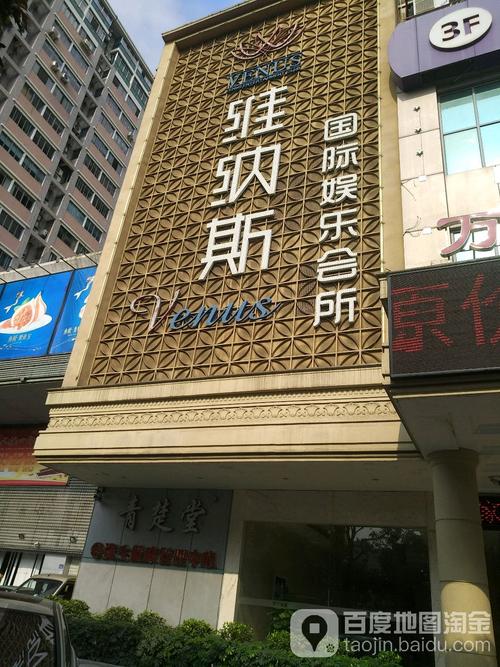 VENUS
维纳斯
国际娱乐会所
Venus
3F
万
京
青楚堂
百度地图淘金
taojin.baidu.com